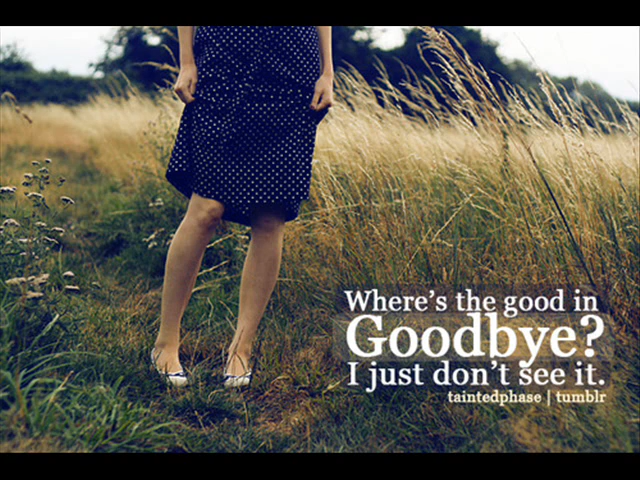 Where's the good in
Goodbye?
I just don't see it.
taintedphase | tumblr